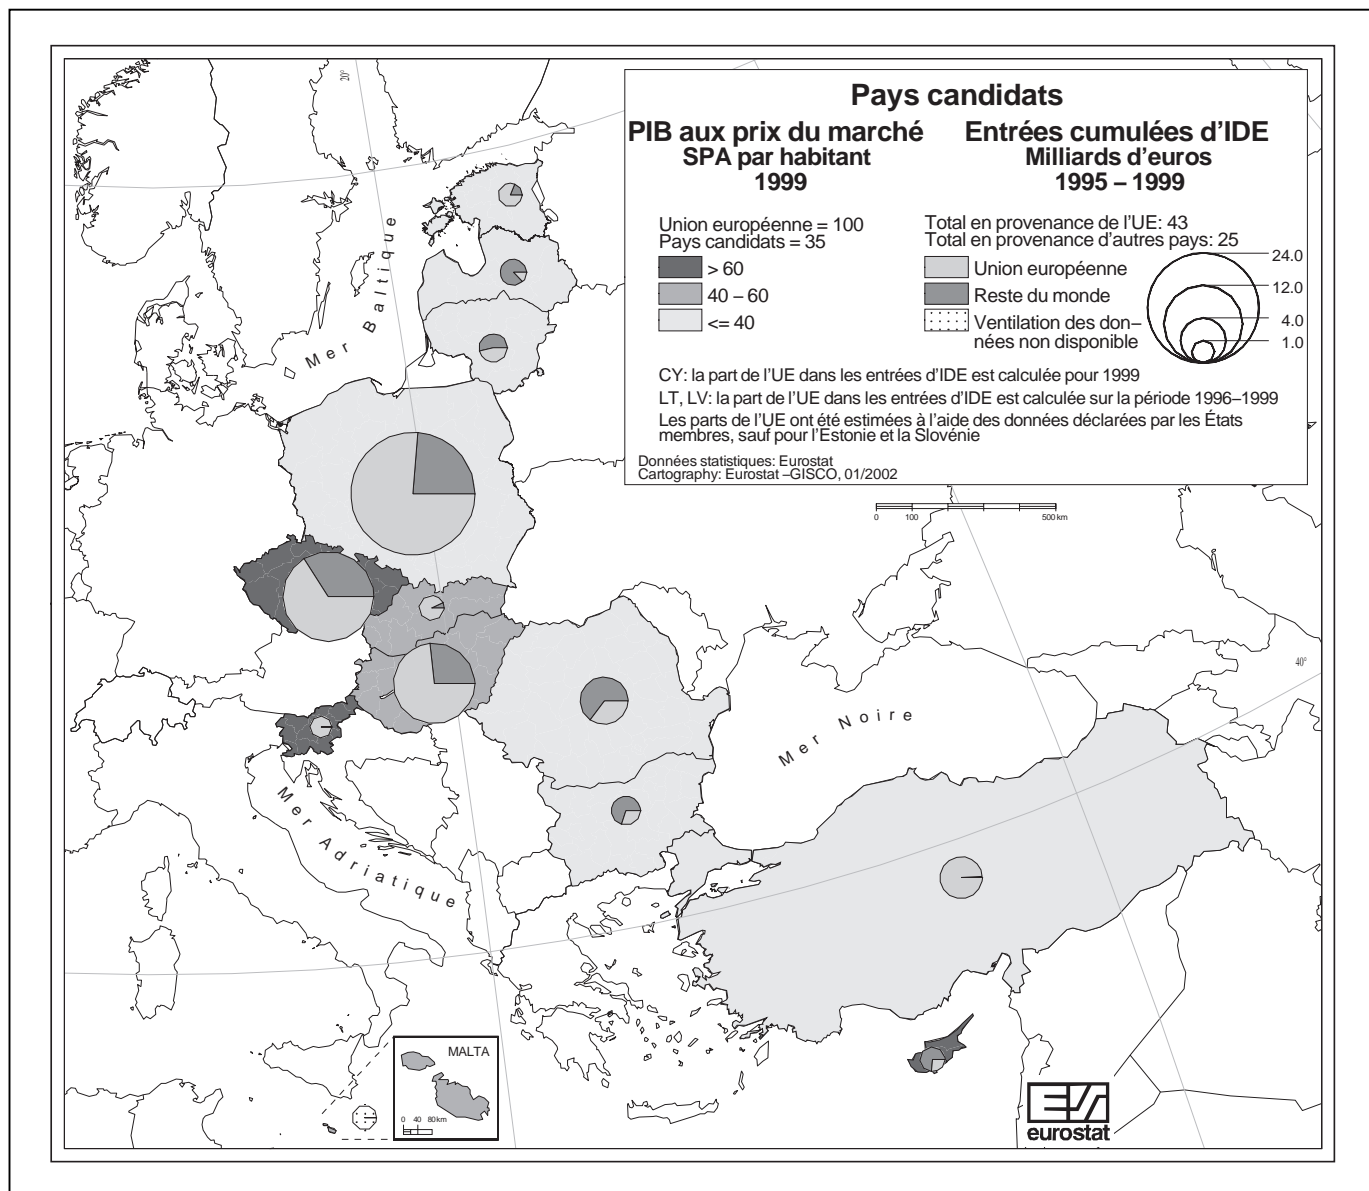 Pays candidats
PIB aux prix du marché
SPA par habitant
1999
Entrées cumulées d'IDE
Milliards d'euros
1995 – 1999
Union européenne = 100
Pays candidats = 35
> 60
40 – 60
<= 40
Total en provenance de l'UE: 43
Total en provenance d'autres pays: 25
Union européenne
Reste du monde
Ventilation des don–
nées non disponible
24.0
12.0
4.0
1.0
CY: la part de l'UE dans les entrées d'IDE est calculée pour 1999
LT, LV: la part de l'UE dans les entrées d'IDE est calculée sur la période 1996–1999
Les parts de l'UE ont été estimées à l'aide des données déclarées par les États
membres, sauf pour l'Estonie et la Slovénie
Données statistiques: Eurostat
Cartography: Eurostat –GISCO, 01/2002
0 100 500 km
20°
40°
Mer Baltique
Mer Noire
Mer Adriatique
MALTA
0 40 80 km
eurostat